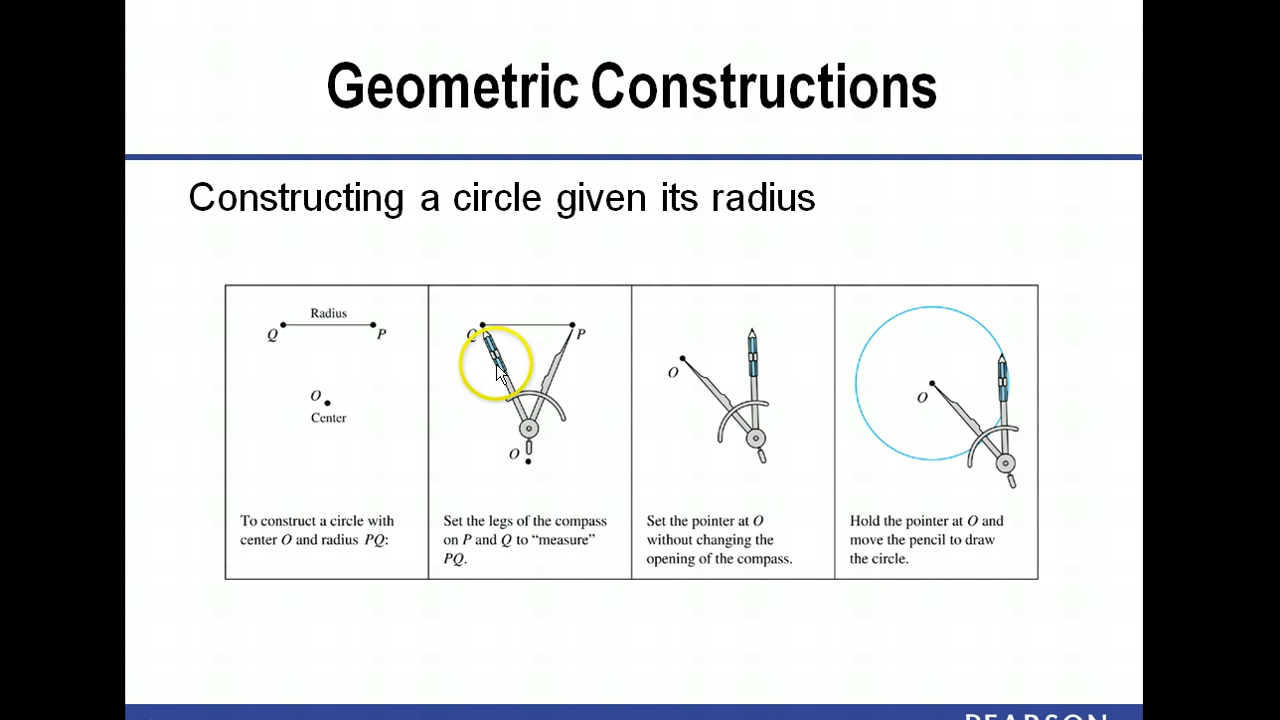 Geometric Constructions
Constructing a circle given its radius
Radius
Q P
O
Center
To construct a circle with
center O and radius PQ:
Q P
O
Set the legs of the compass
on P and Q to “measure”
PQ.
O
Set the pointer at O
without changing the
opening of the compass.
O
Hold the pointer at O and
move the pencil to draw
the circle.
PEARSON